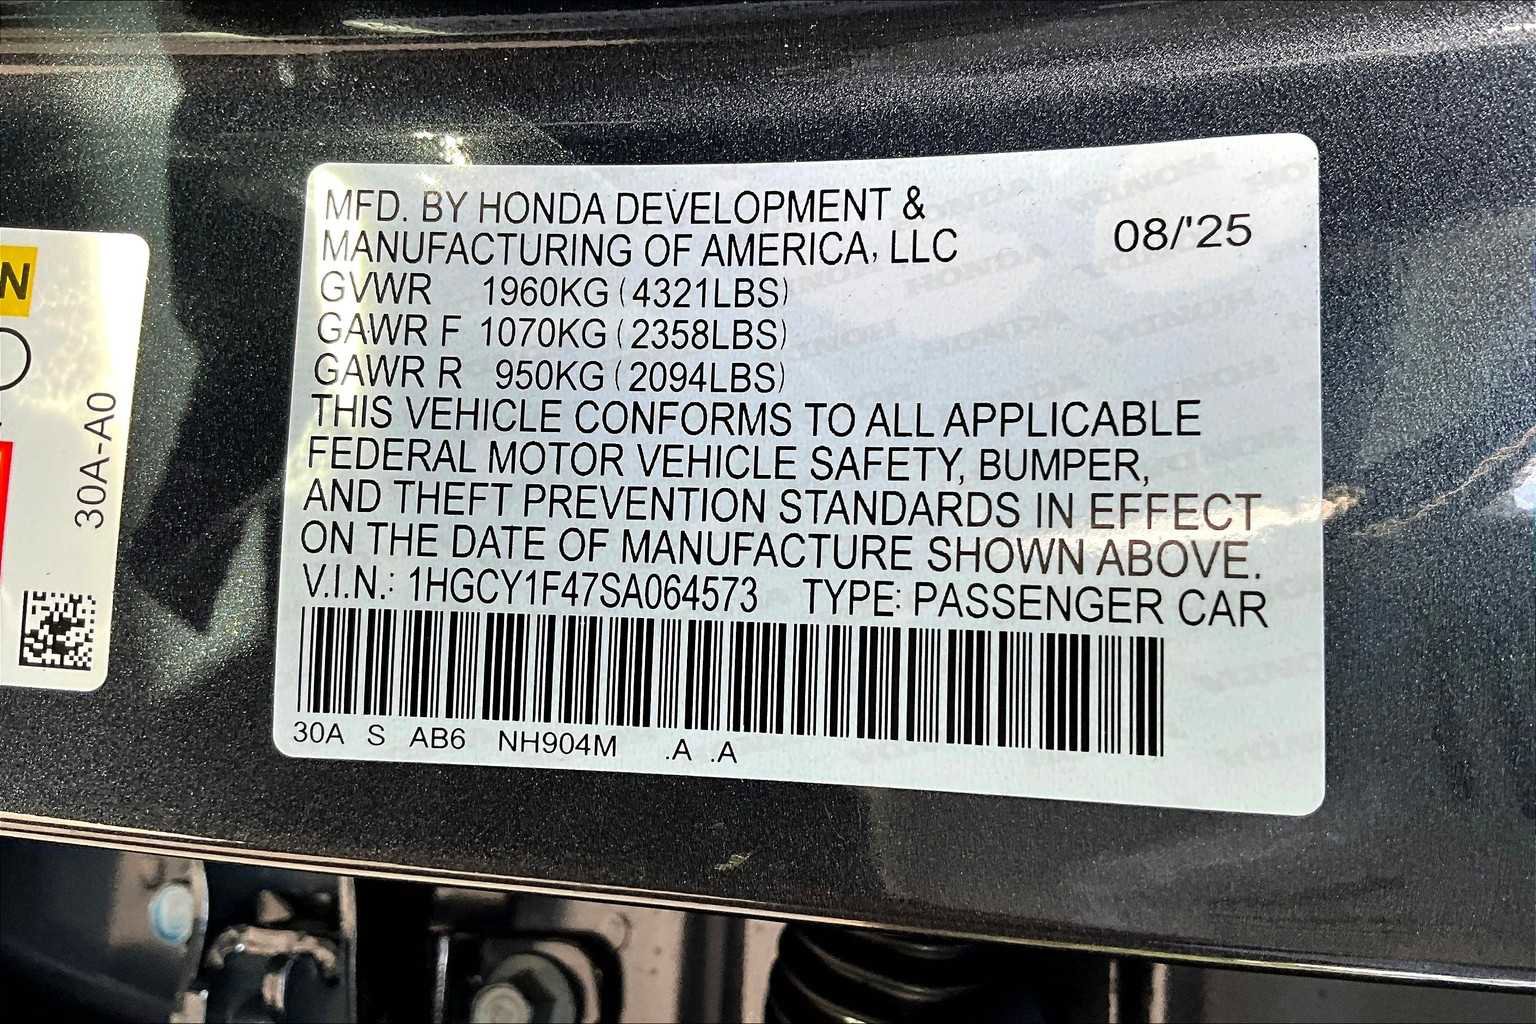 MFD. BY HONDA DEVELOPMENT &
MANUFACTURING OF AMERICA, LLC
08/'25
GVWR 1960KG (4321LBS)
GAWR F 1070KG (2358LBS)
GAWR R 950KG (2094LBS)
THIS VEHICLE CONFORMS TO ALL APPLICABLE
FEDERAL MOTOR VEHICLE SAFETY, BUMPER,
AND THEFT PREVENTION STANDARDS IN EFFECT
ON THE DATE OF MANUFACTURE SHOWN ABOVE.
V.I.N.: 1HGCY1F47SA064573 TYPE: PASSENGER CAR
30A S AB6 NH904M .A .A
N
30A-A0